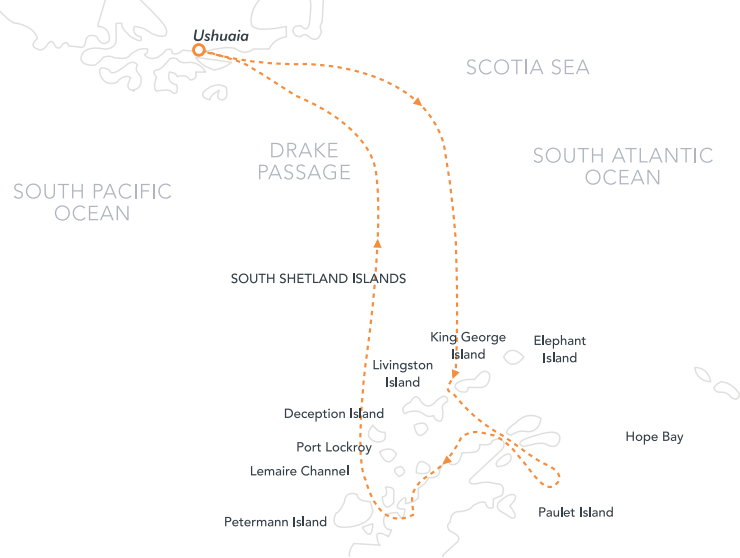 Ushuaia
SCOTIA SEA
DRAKE
PASSAGE
SOUTH ATLANTIC
OCEAN
SOUTH PACIFIC
OCEAN
SOUTH SHETLAND ISLANDS
King George
Island
Elephant
Island
Livingston
Island
Deception Island
Hope Bay
Port Lockroy
Lemaire Channel
Paulet Island
Petermann Island